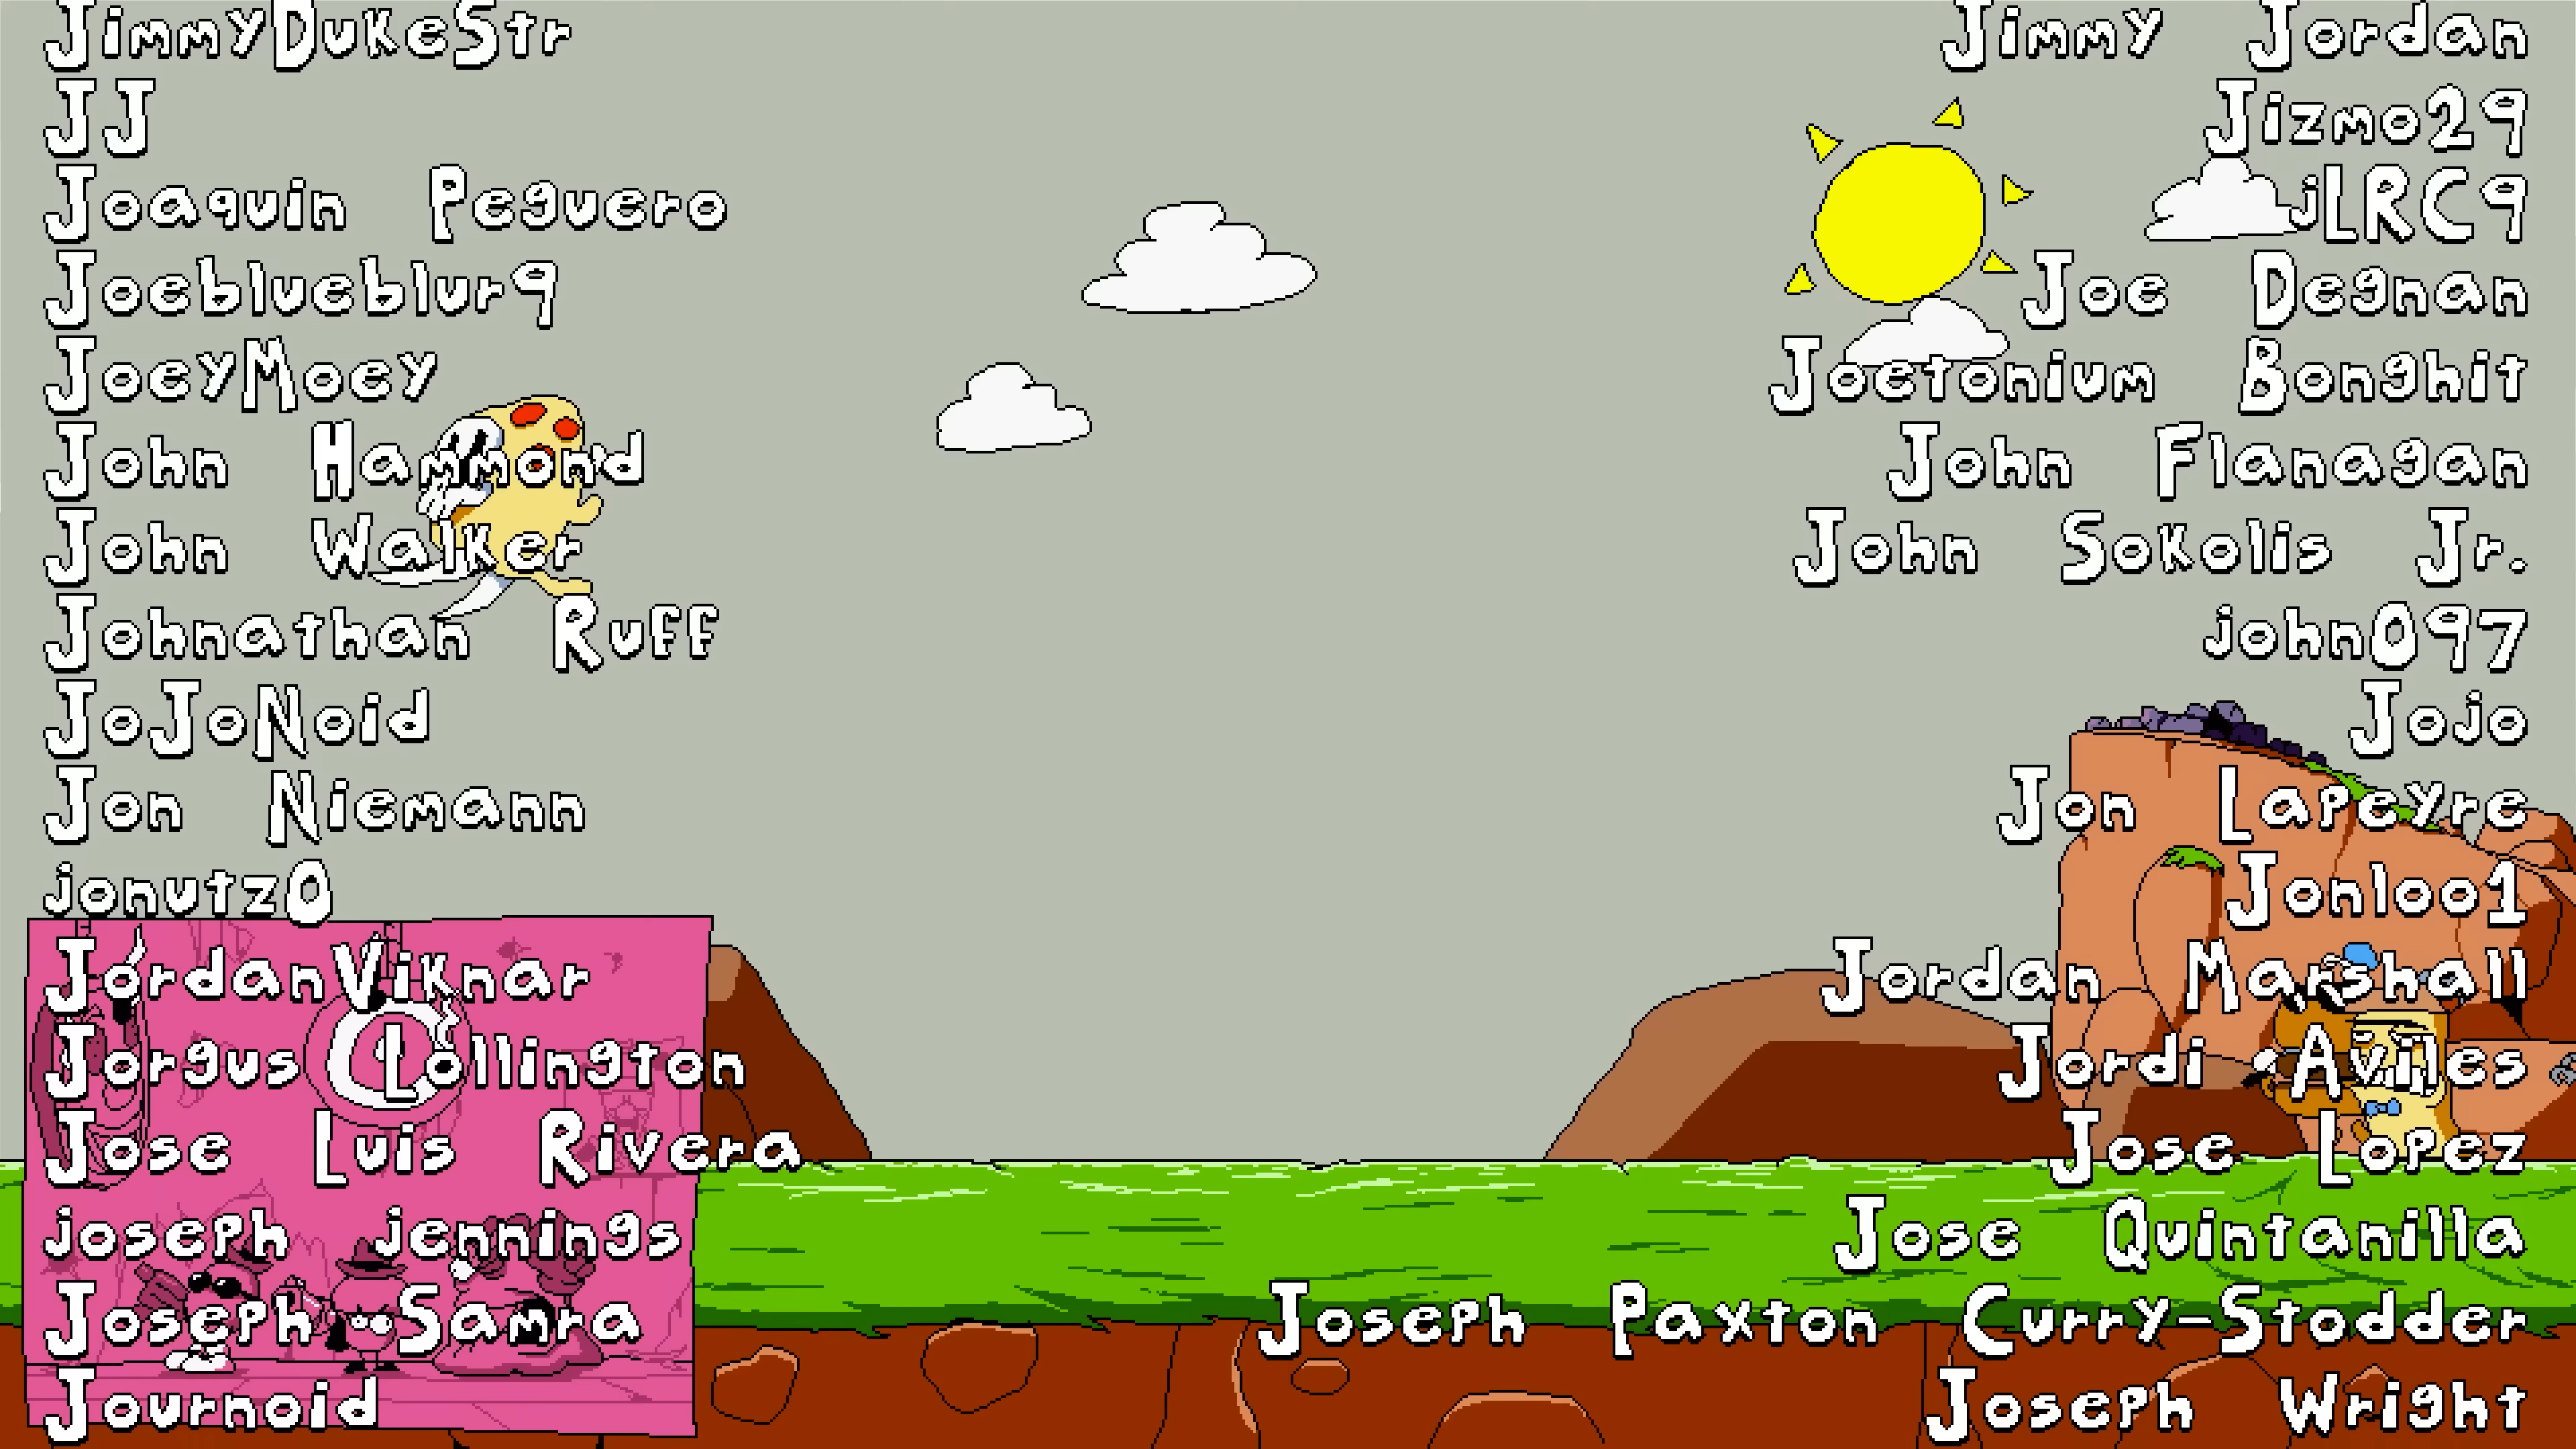 JimmyDukeStr
Jimmy Jordan
JJ
Jizmo29
Joaquin Peguero
jLRC9
Joeblueblur9
Joe Degnan
JoeyMoey
Joetonium Bonghit
John Hammond
John Flanagan
John Walker
John Sokolis Jr.
Johnathan Ruff
john097
JoJoNoid
Jojo
Jon Niemann
Jon Lapeyre
jonutz0
Jonloo1
JordanViknar
Jordan Marshall
Jorgus Lollington
Jordi Aviles
Jose Luis Rivera
Jose Lopez
joseph jennings
Jose Quintanilla
Joseph Samra
Joseph Paxton Curry-Stodder
Journoid
Joseph Wright